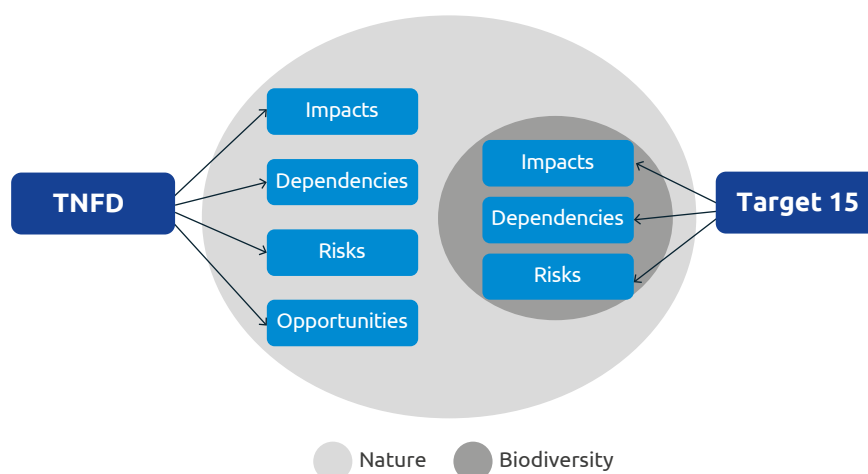 TNFD
Impacts
Dependencies
Risks
Opportunities
Impacts
Dependencies
Risks
Target 15
Nature
Biodiversity